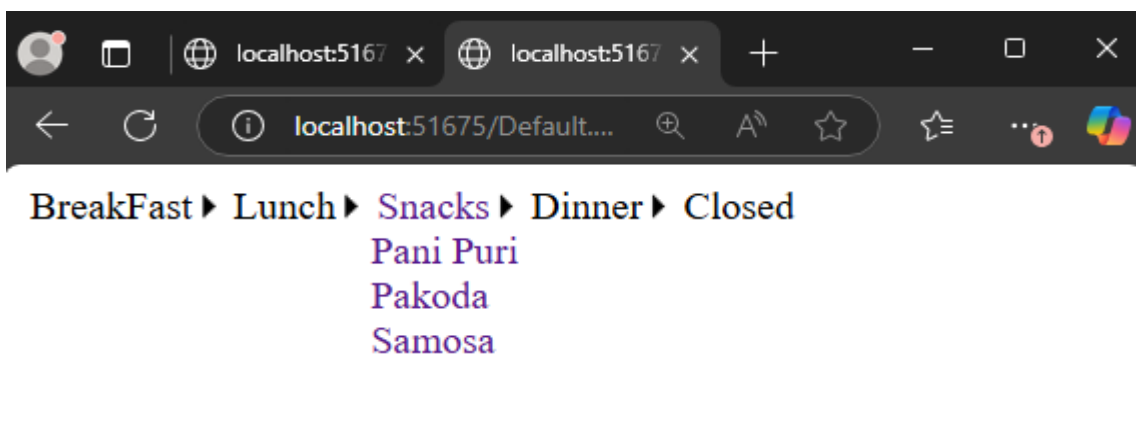 localhost:5167 localhost:5167
localhost:51675/Default....
BreakFast Lunch Snacks Dinner Closed
Pani Puri
Pakoda
Samosa